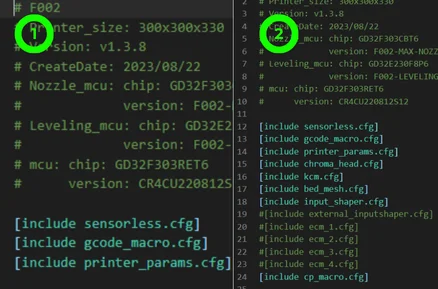 1
# F002
# Printer_size: 300x300x330
# Version: v1.3.8
# CreateDate: 2023/08/22
# Nozzle_mcu: chip: GD32F303
# version: F002-
# Leveling_mcu: chip: GD32E2
# version: F002-
# mcu: chip: GD32F303RET6
# version: CR4CU220812S
[include sensorless.cfg]
[include gcode_macro.cfg]
[include printer_params.cfg]
2
2 # Printer_size: 300x300x330
3 # Version: v1.3.8
4 # CreateDate: 2023/08/22
5 # Nozzle_mcu: chip: GD32F303CBT6
6 # version: F002-MAX-NOZZ
7 # Leveling_mcu: chip: GD32E230F8P6
8 # version: F002-LEVELING
9 # mcu: chip: GD32F303RET6
10 # version: CR4CU220812S12
11
12 [include sensorless.cfg]
13 [include gcode_macro.cfg]
14 [include printer_params.cfg]
15 [include chroma_head.cfg]
16 [include kcm.cfg]
17 [include bed_mesh.cfg]
18 [include input_shaper.cfg]
19 #[include external_inputshaper.cfg]
20 #[include ecm_1.cfg]
21 #[include ecm_2.cfg]
22 #[include ecm_3.cfg]
23 #[include ecm_4.cfg]
24 [include cp_macro.cfg]